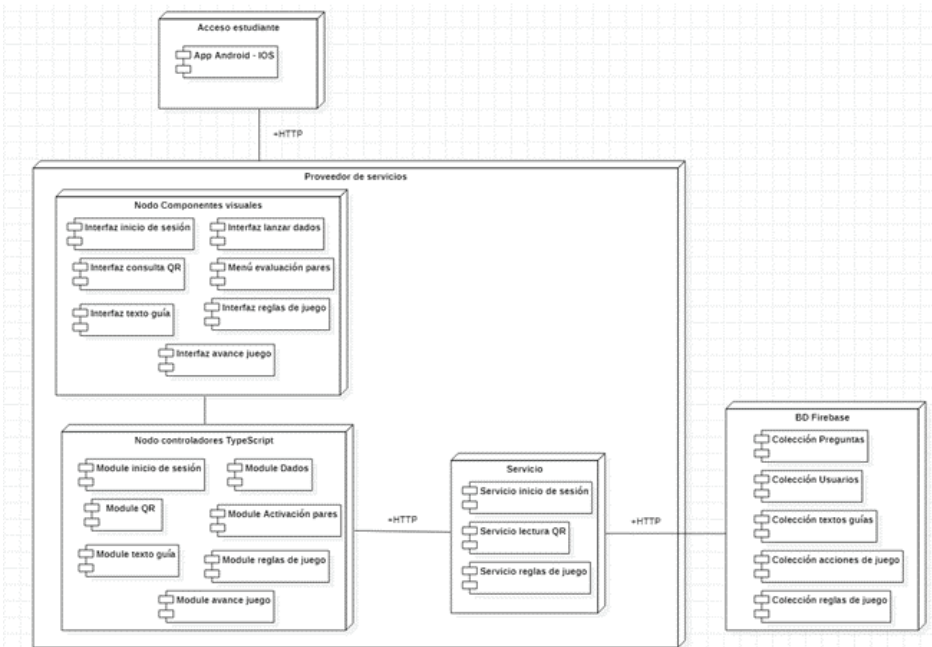 Acceso estudiante
App Android - IOS
+HTTP
Proveedor de servicios
Nodo Componentes visuales
Interfaz inicio de sesión
Interfaz lanzar dados
Interfaz consulta QR
Menú evaluación pares
Interfaz texto guía
Interfaz reglas de juego
Interfaz avance juego
Nodo controladores TypeScript
Module inicio de sesión
Module Dados
Module QR
Module Activación pares
Module texto guía
Module reglas de juego
Module avance juego
+HTTP
Servicio
Servicio inicio de sesión
Servicio lectura QR
Servicio reglas de juego
+HTTP
BD Firebase
Colección Preguntas
Colección Usuarios
Colección textos guías
Colección acciones de juego
Colección reglas de juego